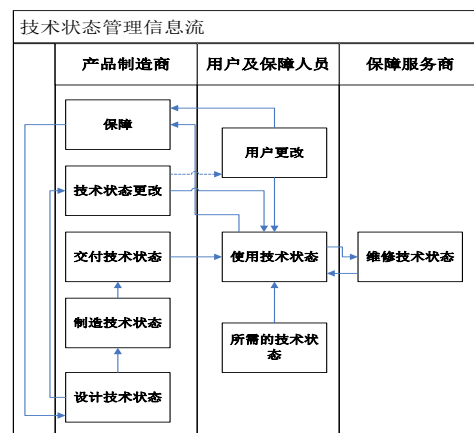 技术状态管理信息流
产品制造商
用户及保障人员
保障服务商
保障
用户更改
技术状态更改
交付技术状态
使用技术状态
维修技术状态
制造技术状态
所需的技术状
态
设计技术状态